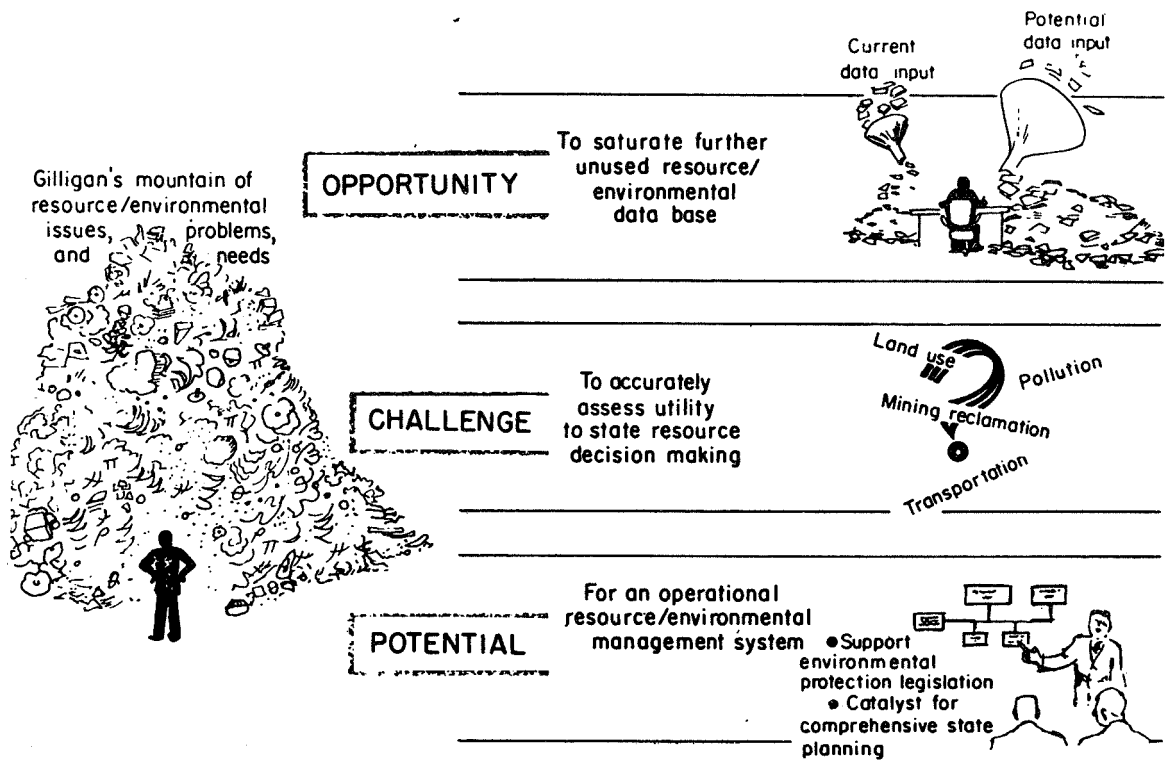 Gilligan's mountain of
resource/environmental
issues, problems,
and needs
OPPORTUNITY
To saturate further
unused resource/
environmental
data base
Current
data input
Potential
data input
CHALLENGE
To accurately
assess utility
to state resource
decision making
Land use
Pollution
Mining reclamation
Transportation
POTENTIAL
For an operational
resource/environmental
management system
● Support
environmental
protection legislation
● Catalyst for
comprehensive state
planning